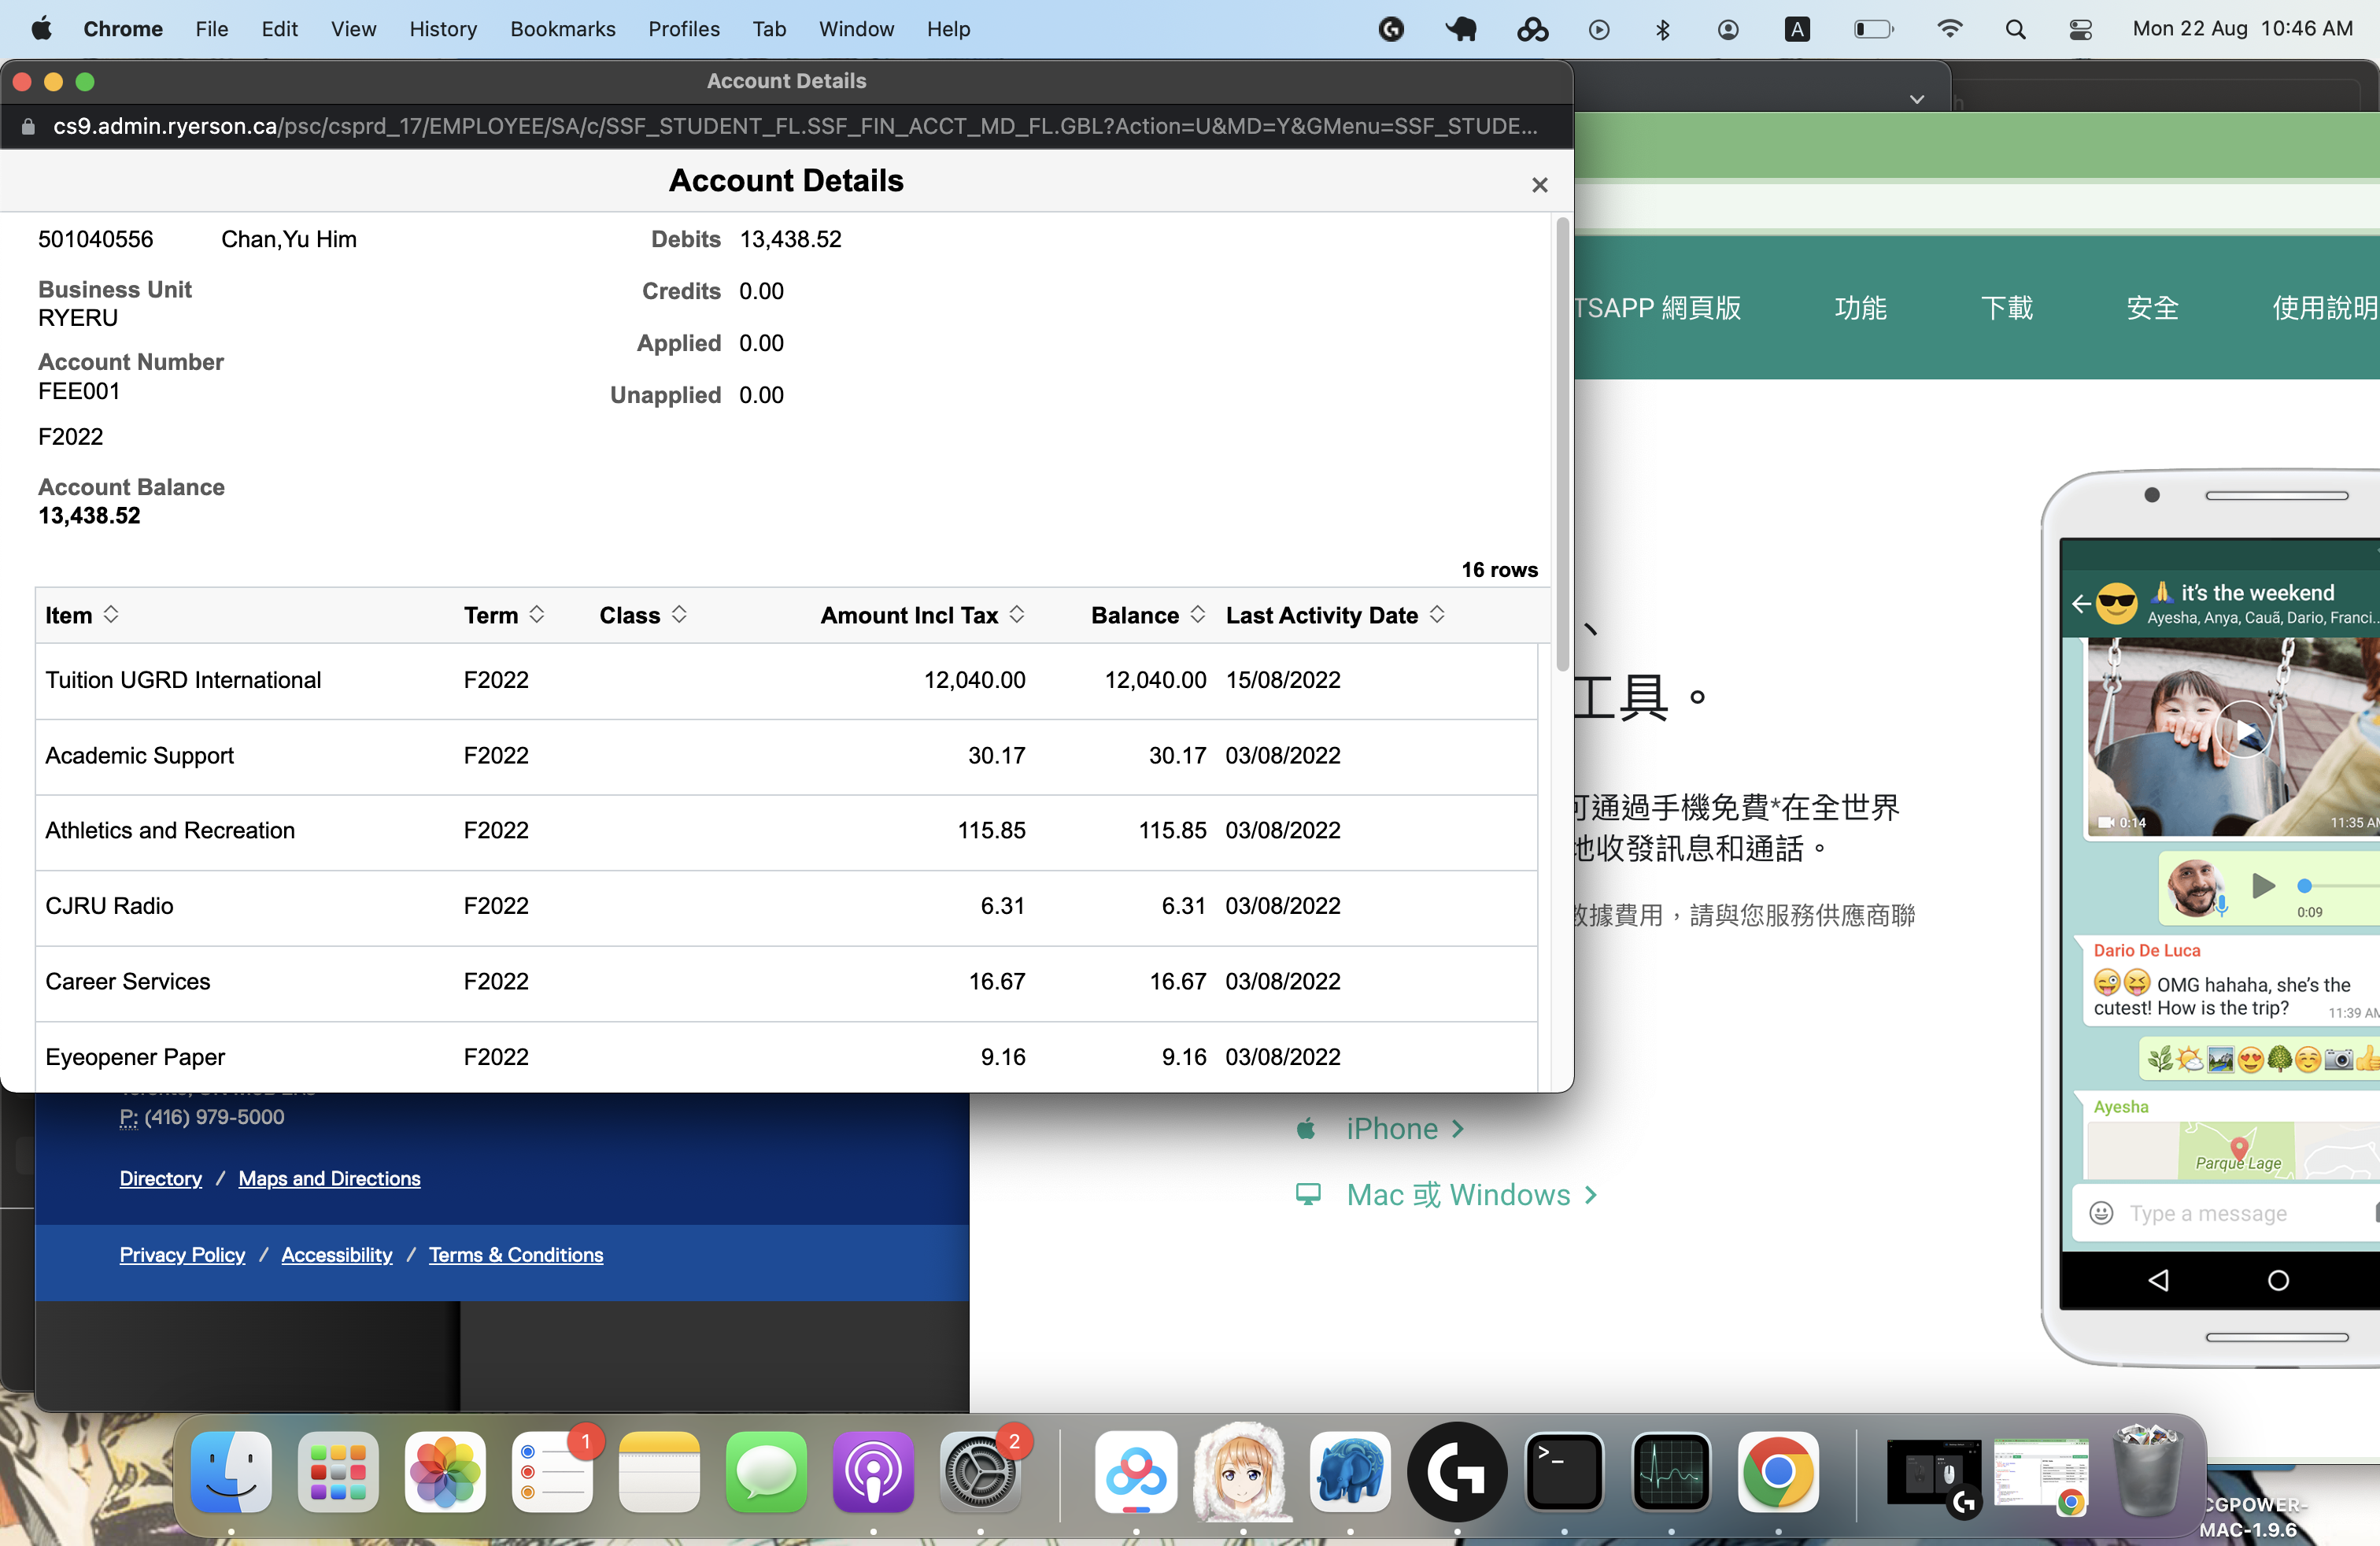 Chrome File Edit View History Bookmarks Profiles Tab Window Help
A Mon 22 Aug 10:46 AM
Account Details
cs9.admin.ryerson.ca/psc/csprd_17/EMPLOYEE/SA/c/SSF_STUDENT_FL.SSF_FIN_ACCT_MD_FL.GBL?Action=U&MD=Y&GMenu=SSF_STUDE...
Account Details
501040556 Chan,Yu Him
Debits 13,438.52
Business Unit
RYERU
Credits 0.00
Account Number
FEE001
Applied 0.00
Unapplied 0.00
F2022
Account Balance
13,438.52
16 rows
Item Term Class Amount Incl Tax Balance Last Activity Date
Tuition UGRD International F2022 12,040.00 12,040.00 15/08/2022
Academic Support F2022 30.17 30.17 03/08/2022
Athletics and Recreation F2022 115.85 115.85 03/08/2022
CJRU Radio F2022 6.31 6.31 03/08/2022
Career Services F2022 16.67 16.67 03/08/2022
Eyeopener Paper F2022 9.16 9.16 03/08/2022
P: (416) 979-5000
Directory / Maps and Directions
Privacy Policy / Accessibility / Terms & Conditions
TSAPP 網頁版 功能 下載 安全 使用說明
、
工具。
可通過手機免費*在全世界
地收發訊息和通話。
數據費用，請與您服務供應商聯
iPhone
Mac 或 Windows
it’s the weekend
Ayesha, Anya, Cauã, Dario, Franci...
0:14 11:35 AM
0:09
Dario De Luca
OMG hahaha, she’s the
cutest! How is the trip?
11:39 AM
Ayesha
Parque Lage
Type a message
1
2
CGPOWER-
MAC-1.9.6